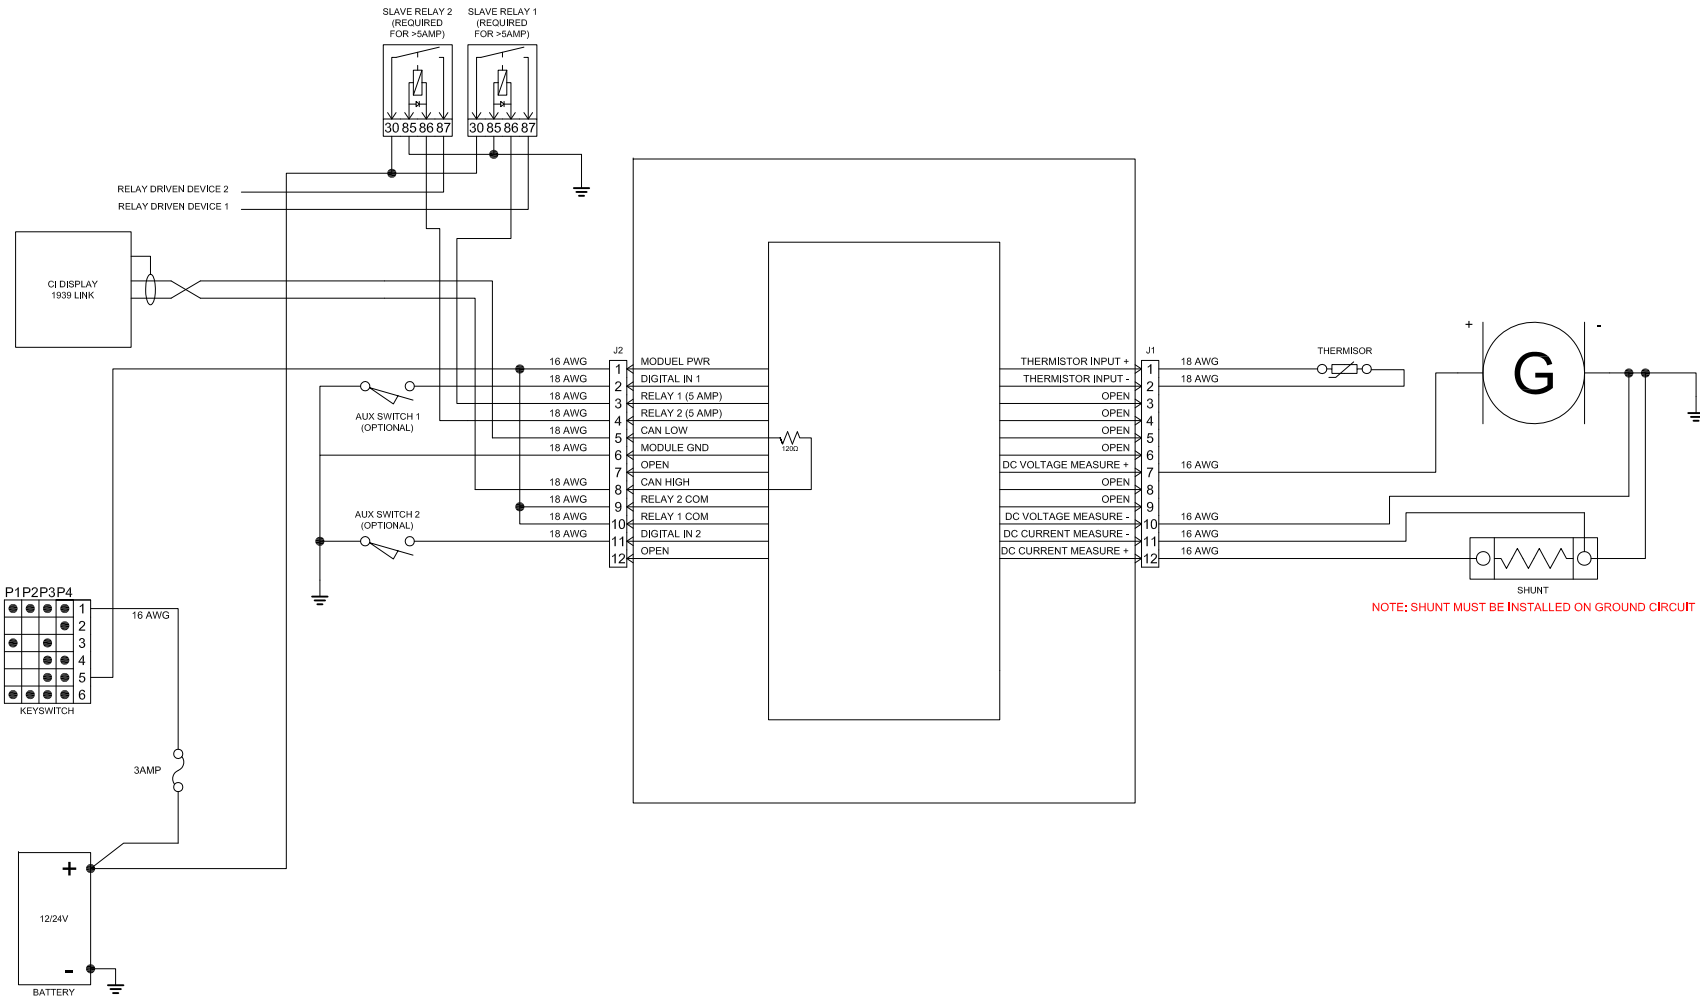 SLAVE RELAY 2
(REQUIRED
FOR >5AMP)
SLAVE RELAY 1
(REQUIRED
FOR >5AMP)
30 85 86 87
30 85 86 87
RELAY DRIVEN DEVICE 2
RELAY DRIVEN DEVICE 1
CI DISPLAY
1939 LINK
J2
16 AWG 1 MODUEL PWR
18 AWG 2 DIGITAL IN 1
18 AWG 3 RELAY 1 (5 AMP)
18 AWG 4 RELAY 2 (5 AMP)
18 AWG 5 CAN LOW
18 AWG 6 MODULE GND
7 OPEN
18 AWG 8 CAN HIGH
18 AWG 9 RELAY 2 COM
18 AWG 10 RELAY 1 COM
18 AWG 11 DIGITAL IN 2
12 OPEN
120Ω
AUX SWITCH 1
(OPTIONAL)
AUX SWITCH 2
(OPTIONAL)
J1
THERMISTOR INPUT + 1 18 AWG
THERMISTOR INPUT - 2 18 AWG
OPEN 3
OPEN 4
OPEN 5
OPEN 6
DC VOLTAGE MEASURE + 7 16 AWG
OPEN 8
OPEN 9
DC VOLTAGE MEASURE - 10 16 AWG
DC CURRENT MEASURE - 11 16 AWG
DC CURRENT MEASURE + 12 16 AWG
THERMISOR
+ -
G
SHUNT
NOTE: SHUNT MUST BE INSTALLED ON GROUND CIRCUIT
P1 P2 P3 P4
1
2
3
4
5
6
KEYSWITCH
16 AWG
3AMP
+
12/24V
-
BATTERY